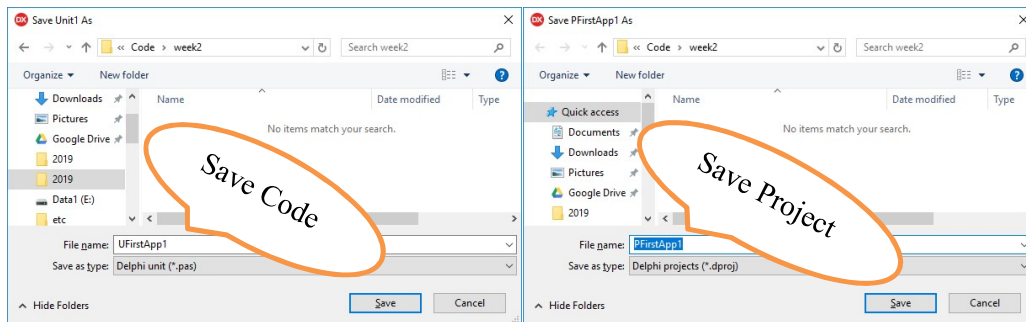 DX Save Unit1 As
« Code › week2
Search week2
Organize
New folder
Downloads
Pictures
Google Drive
2019
2019
Data1 (E:)
etc
Name
Date modified
Type
No items match your search.
Save Code
File name: UFirstApp1
Save as type: Delphi unit (*.pas)
Hide Folders
Save
Cancel
DX Save PFirstApp1 As
« Code › week2
Search week2
Organize
New folder
Quick access
Documents
Downloads
Pictures
Google Drive
2019
Name
Date modified
Type
No items match your search.
Save Project
File name: PFirstApp1
Save as type: Delphi projects (*.dproj)
Hide Folders
Save
Cancel